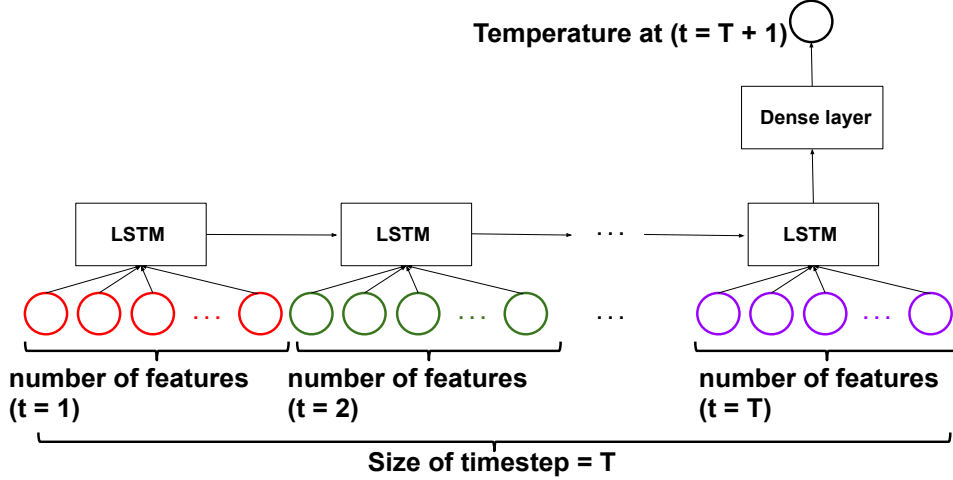 Temperature at (t = T + 1)
Dense layer
LSTM
LSTM
. . .
LSTM
. . .
. . .
. . .
. . .
number of features
(t = 1)
number of features
(t = 2)
number of features
(t = T)
Size of timestep = T